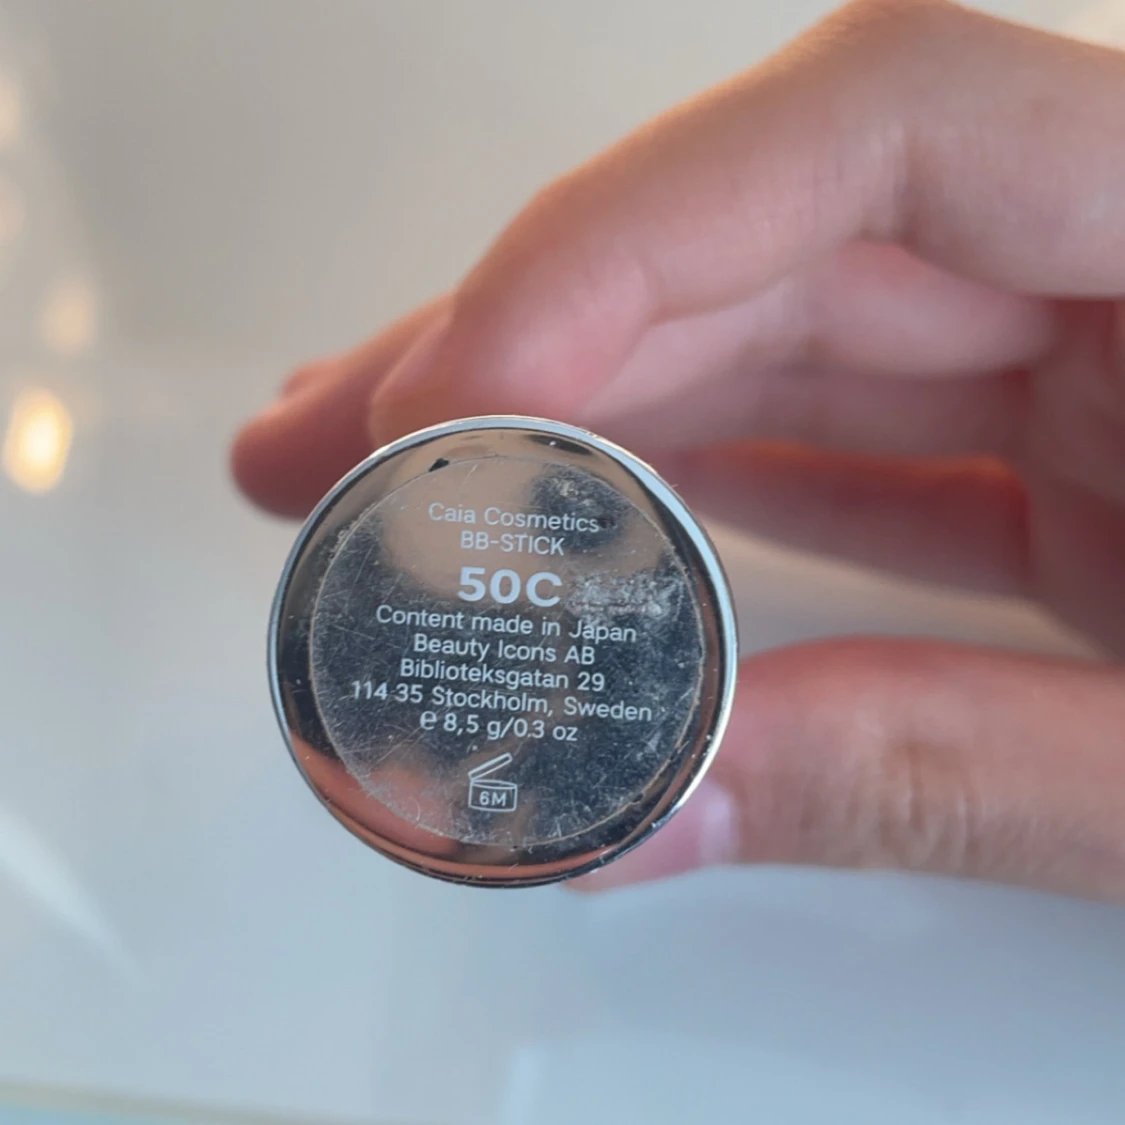 Caia Cosmetics
BB-STICK
50C
Content made in Japan
Beauty Icons AB
Biblioteksgatan 29
114 35 Stockholm, Sweden
℮ 8,5 g/0.3 oz
6M